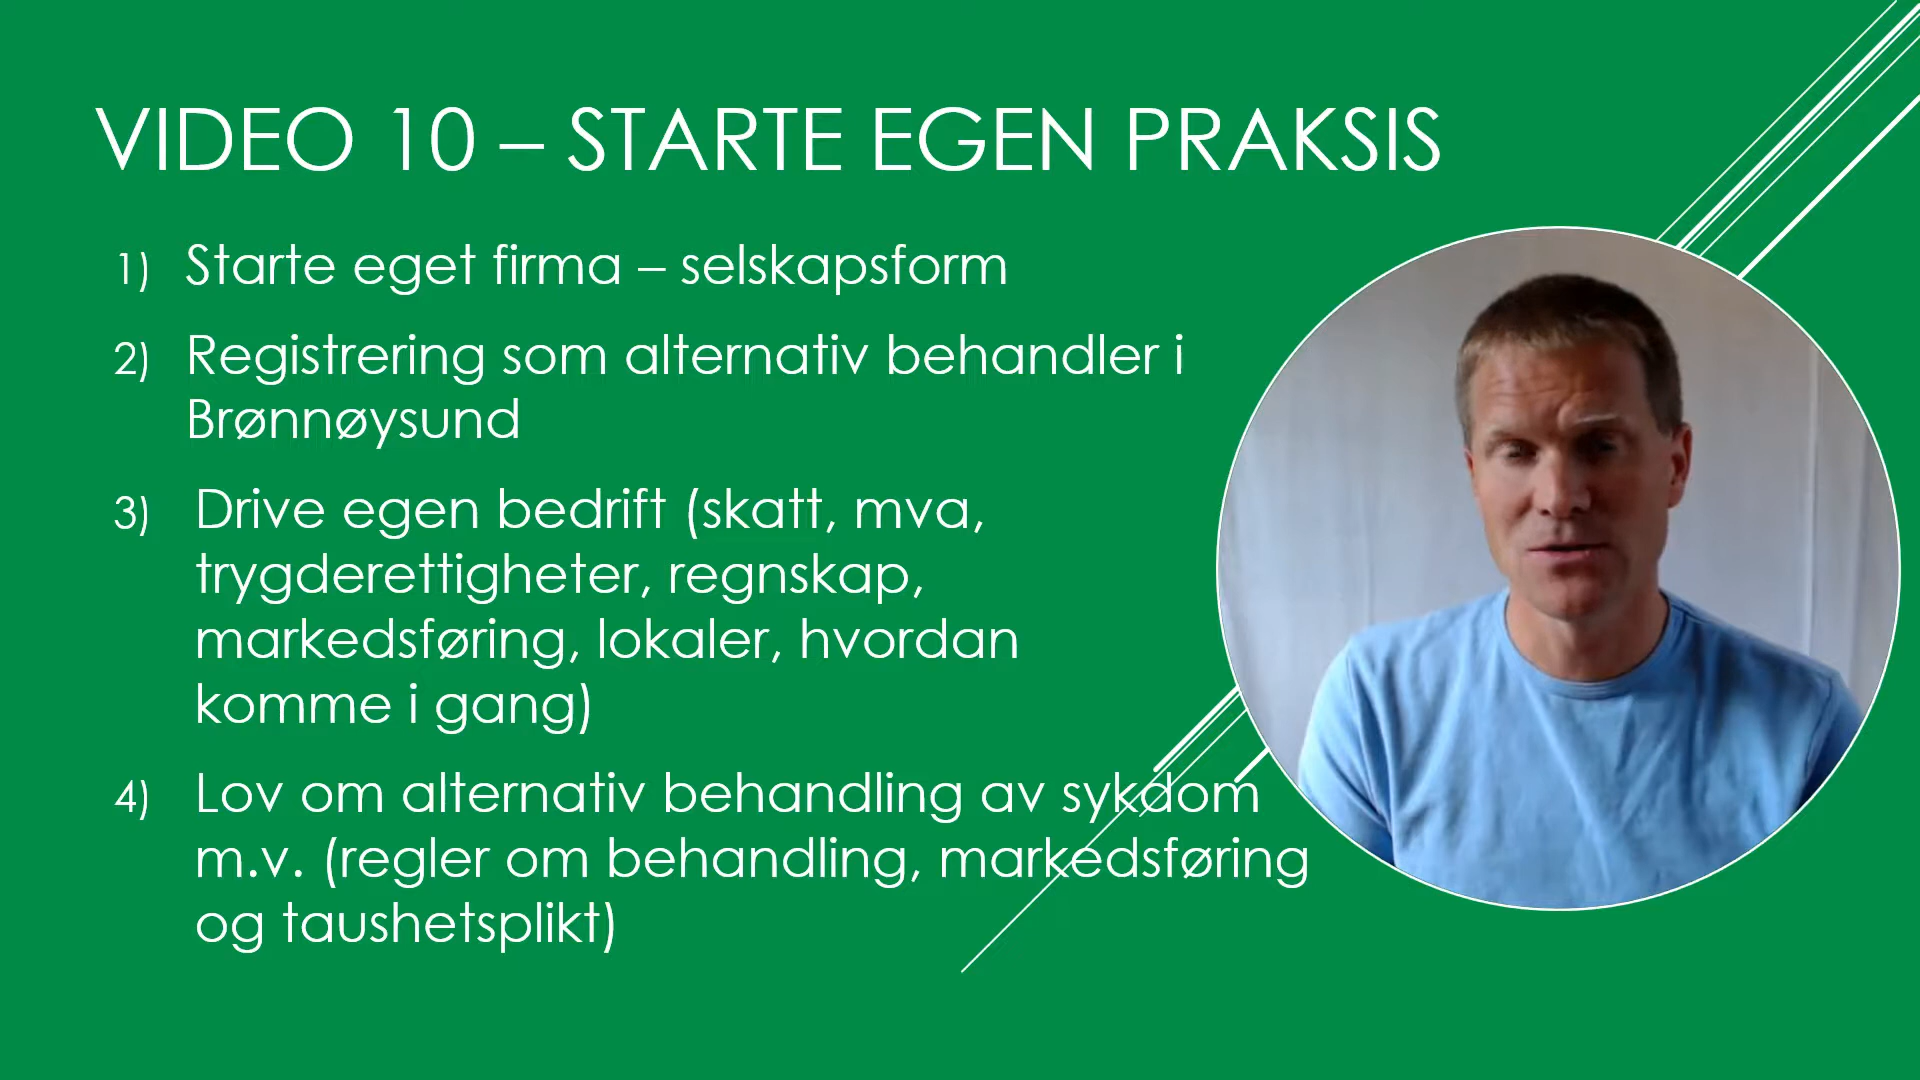 VIDEO 10 – STARTE EGEN PRAKSIS
1) Starte eget firma – selskapsform
2) Registrering som alternativ behandler i
Brønnøysund
3) Drive egen bedrift (skatt, mva,
trygderettigheter, regnskap,
markedsføring, lokaler, hvordan
komme i gang)
4) Lov om alternativ behandling av sykdom
m.v. (regler om behandling, markedsføring
og taushetsplikt)